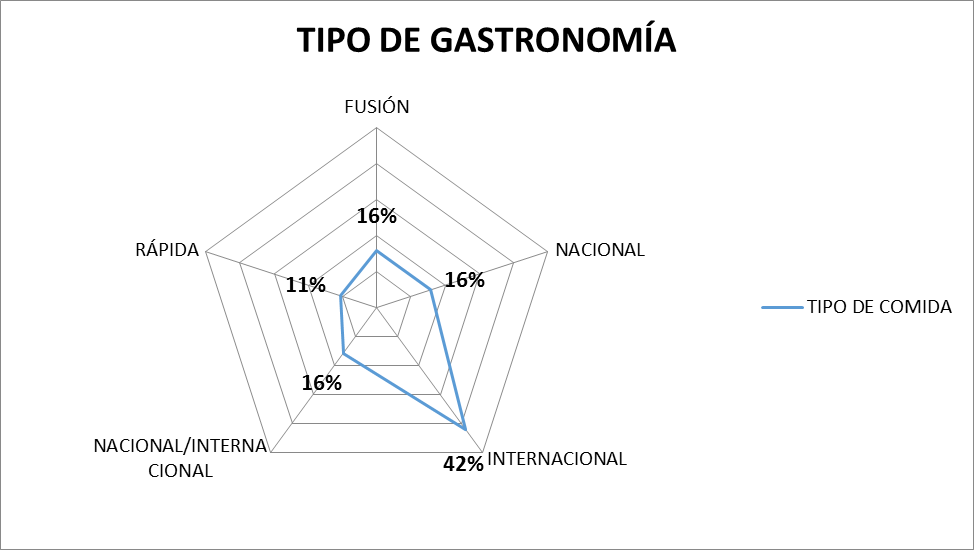 TIPO DE GASTRONOMÍA
FUSIÓN
16%
RÁPIDA
NACIONAL
11%
16%
TIPO DE COMIDA
16%
NACIONAL/INTERNA
CIONAL
42%
INTERNACIONAL